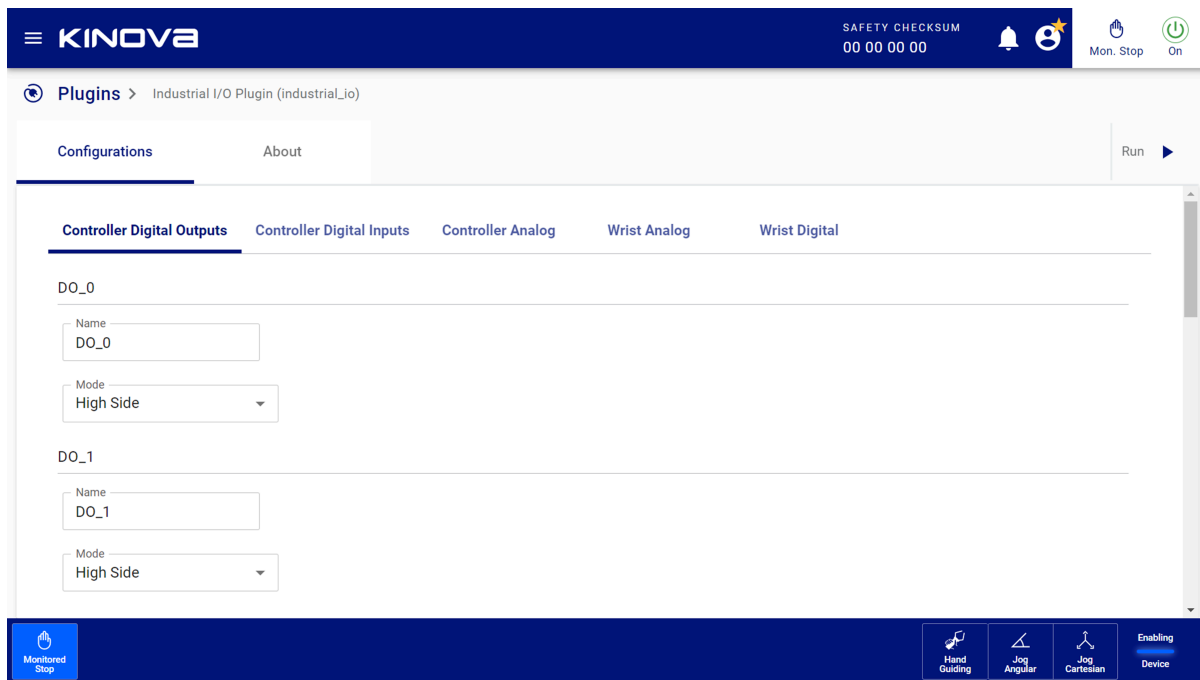 KINOVA
SAFETY CHECKSUM
00 00 00 00
Mon. Stop
On
Plugins > Industrial I/O Plugin (industrial_io)
Configurations
About
Run
Controller Digital Outputs
Controller Digital Inputs
Controller Analog
Wrist Analog
Wrist Digital
DO_0
Name
DO_0
Mode
High Side
DO_1
Name
DO_1
Mode
High Side
Monitored
Stop
Hand
Guiding
Jog
Angular
Jog
Cartesian
Enabling
Device